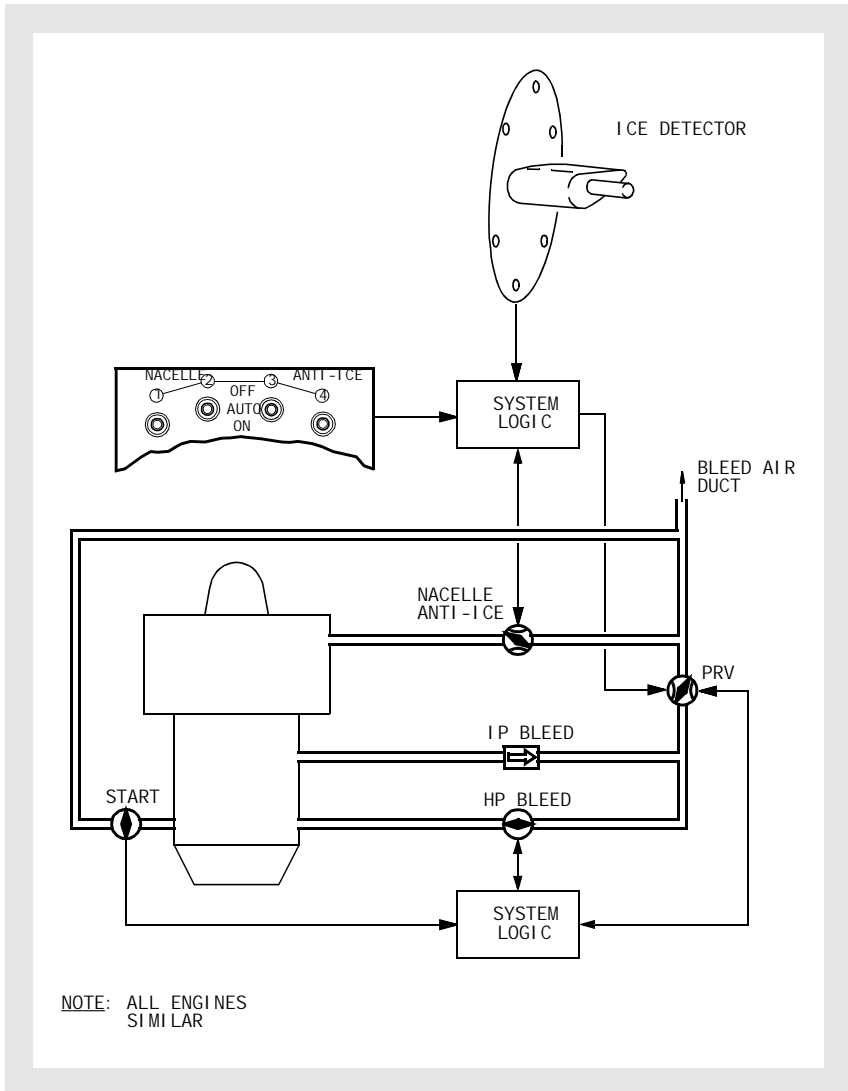 ICE DETECTOR
NACELLE ANTI-ICE
1 2 3 4
OFF
AUTO
ON
SYSTEM
LOGIC
BLEED AIR
DUCT
NACELLE
ANTI-ICE
PRV
IP BLEED
START
HP BLEED
SYSTEM
LOGIC
NOTE: ALL ENGINES
SIMILAR